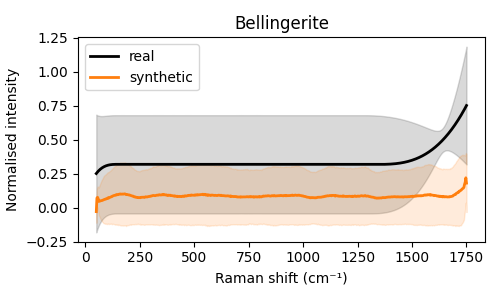 Bellingerite
real
synthetic
Normalised intensity
1.25
1.00
0.75
0.50
0.25
0.00
−0.25
0 250 500 750 1000 1250 1500 1750
Raman shift (cm⁻¹)